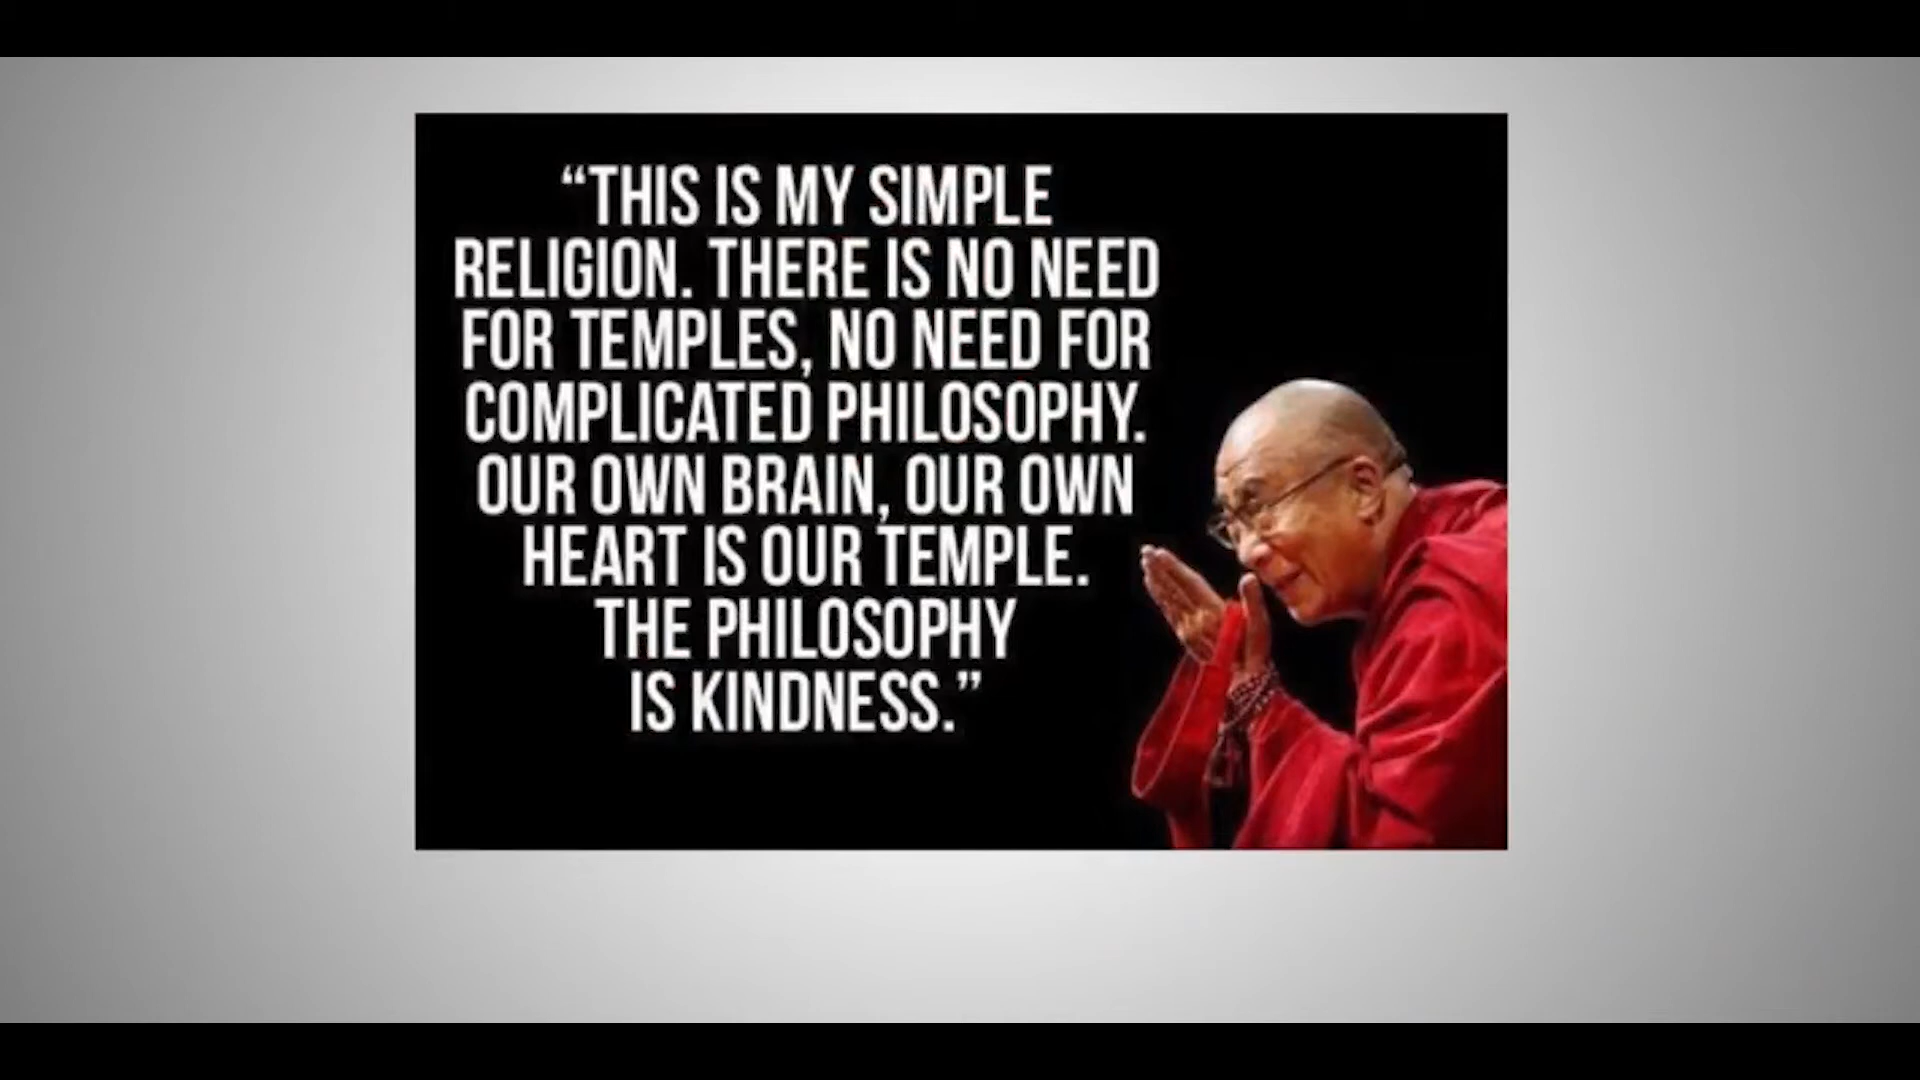 “THIS IS MY SIMPLE
RELIGION. THERE IS NO NEED
FOR TEMPLES, NO NEED FOR
COMPLICATED PHILOSOPHY.
OUR OWN BRAIN, OUR OWN
HEART IS OUR TEMPLE.
THE PHILOSOPHY
IS KINDNESS.”